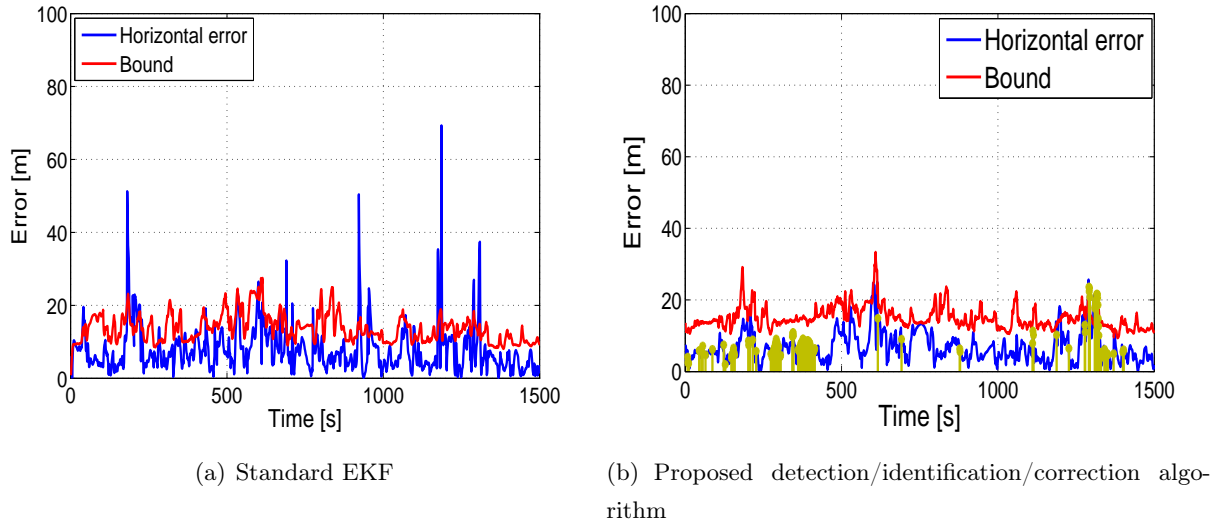 100
80
60
40
20
0
Error [m]
Horizontal error
Bound
0
500
1000
1500
Time [s]
(a) Standard EKF
100
80
60
40
20
0
Error [m]
Horizontal error
Bound
0
500
1000
1500
Time [s]
(b) Proposed detection/identification/correction algo-
rithm